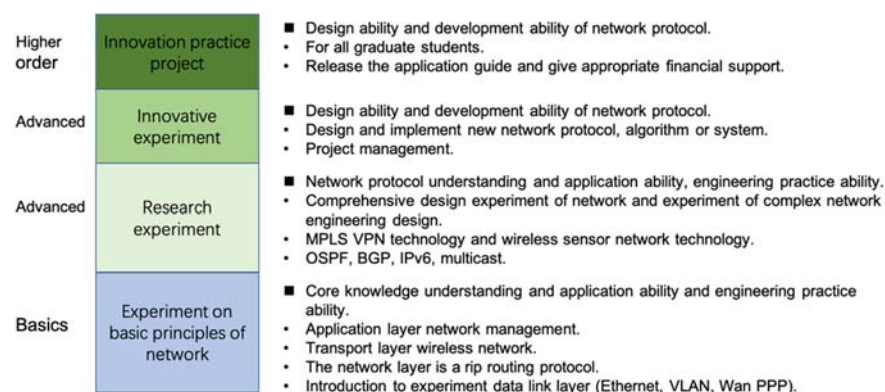 Higher
order
Innovation practice
project
■ Design ability and development ability of network protocol.
• For all graduate students.
• Release the application guide and give appropriate financial support.
Advanced
Innovative
experiment
■ Design ability and development ability of network protocol.
• Design and implement new network protocol, algorithm or system.
• Project management.
Advanced
Research
experiment
■ Network protocol understanding and application ability, engineering practice ability.
• Comprehensive design experiment of network and experiment of complex network
engineering design.
• MPLS VPN technology and wireless sensor network technology.
• OSPF, BGP, IPv6, multicast.
Basics
Experiment on
basic principles of
network
■ Core knowledge understanding and application ability and engineering practice
ability.
• Application layer network management.
• Transport layer wireless network.
• The network layer is a rip routing protocol.
• Introduction to experiment data link layer (Ethernet, VLAN, Wan PPP).